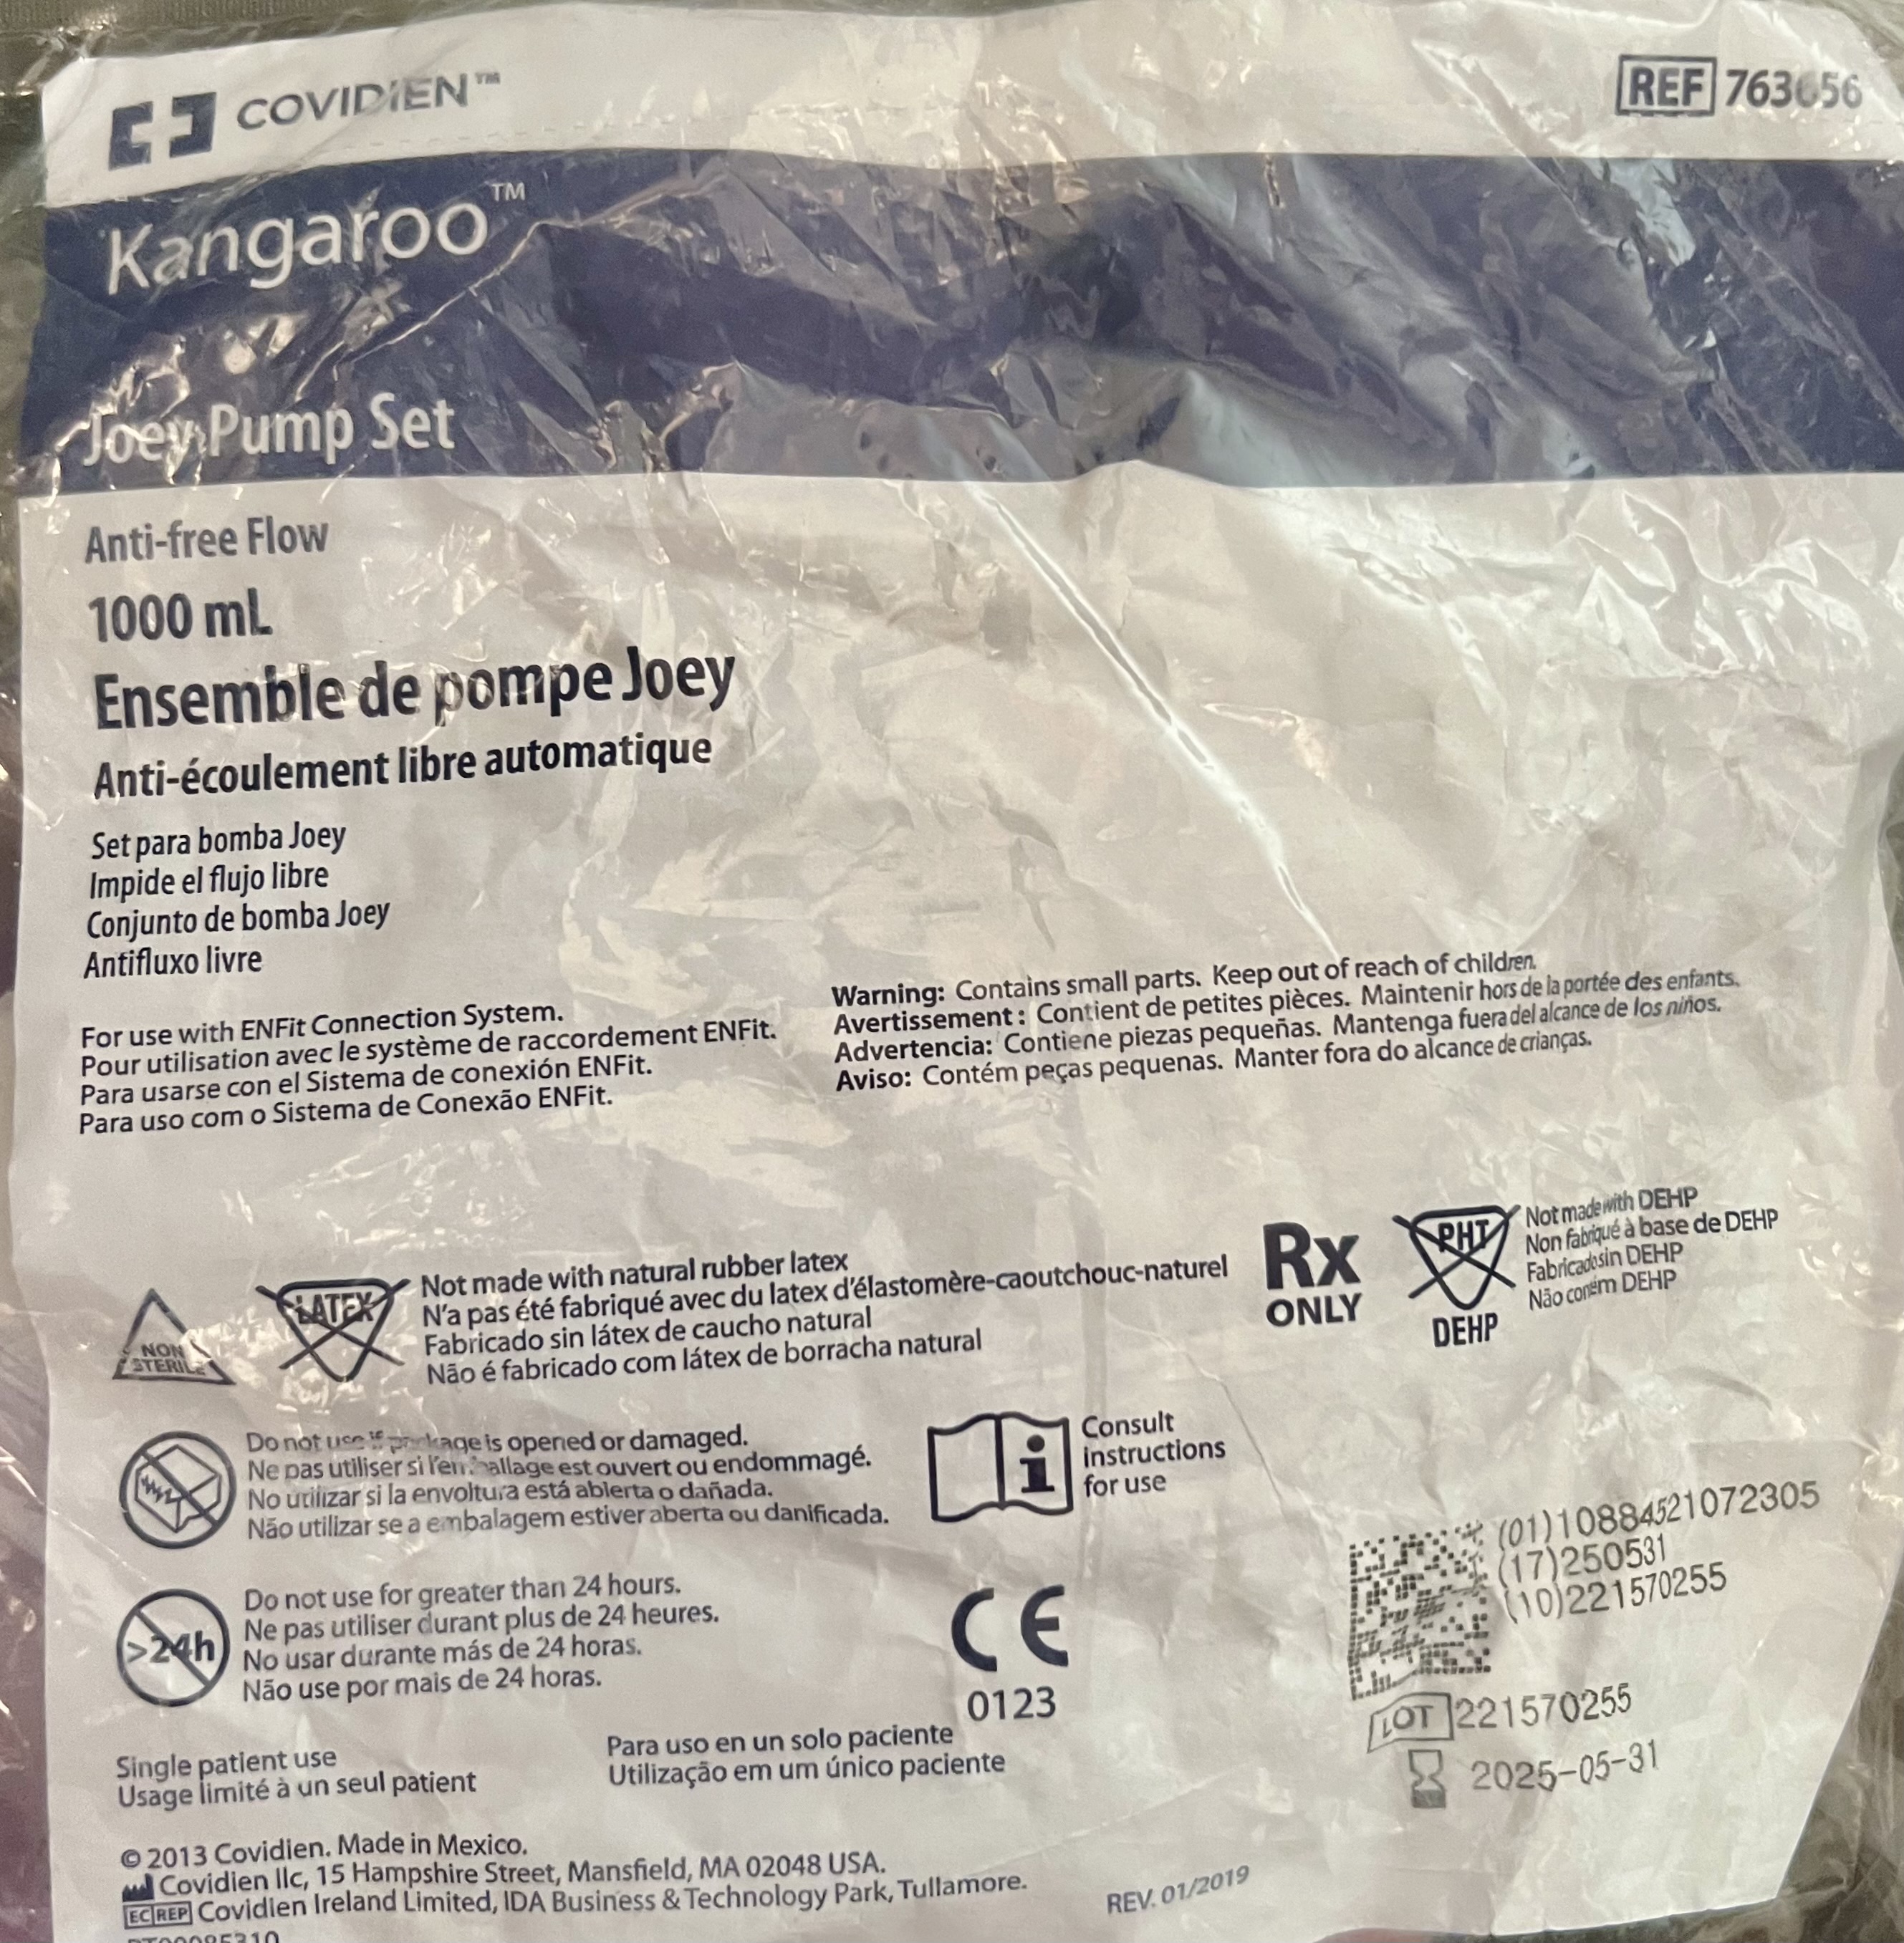 COVIDIEN™
REF 763656
Kangaroo™
Joey Pump Set
Anti-free Flow
1000 mL
Ensemble de pompe Joey
Anti-écoulement libre automatique
Set para bomba Joey
Impide el flujo libre
Conjunto de bomba Joey
Antifluxo livre
For use with ENFit Connection System.
Pour utilisation avec le système de raccordement ENFit.
Para usarse con el Sistema de conexión ENFit.
Para uso com o Sistema de Conexão ENFit.
Warning: Contains small parts. Keep out of reach of children.
Avertissement : Contient de petites pièces. Maintenir hors de la portée des enfants.
Advertencia: Contiene piezas pequeñas. Mantenga fuera del alcance de los niños.
Aviso: Contém peças pequenas. Manter fora do alcance de crianças.
NON
STERILE
LATEX
Not made with natural rubber latex
N'a pas été fabriqué avec du latex d'élastomère-caoutchouc-naturel
Fabricado sin látex de caucho natural
Não é fabricado com látex de borracha natural
Rx
ONLY
PHT
DEHP
Not made with DEHP
Non fabriqué à base de DEHP
Fabricado sin DEHP
Não contém DEHP
Do not use if package is opened or damaged.
Ne pas utiliser si l'emballage est ouvert ou endommagé.
No utilizar si la envoltura está abierta o dañada.
Não utilizar se a embalagem estiver aberta ou danificada.
Consult
instructions
for use
>24h
Do not use for greater than 24 hours.
Ne pas utiliser durant plus de 24 heures.
No usar durante más de 24 horas.
Não use por mais de 24 horas.
CE
0123
(01)10884521072305
(17)250531
(10)221570255
LOT 221570255
2025-05-31
Single patient use
Usage limité à un seul patient
Para uso en un solo paciente
Utilização em um único paciente
© 2013 Covidien. Made in Mexico.
Covidien llc, 15 Hampshire Street, Mansfield, MA 02048 USA.
EC REP Covidien Ireland Limited, IDA Business & Technology Park, Tullamore.
REV. 01/2019